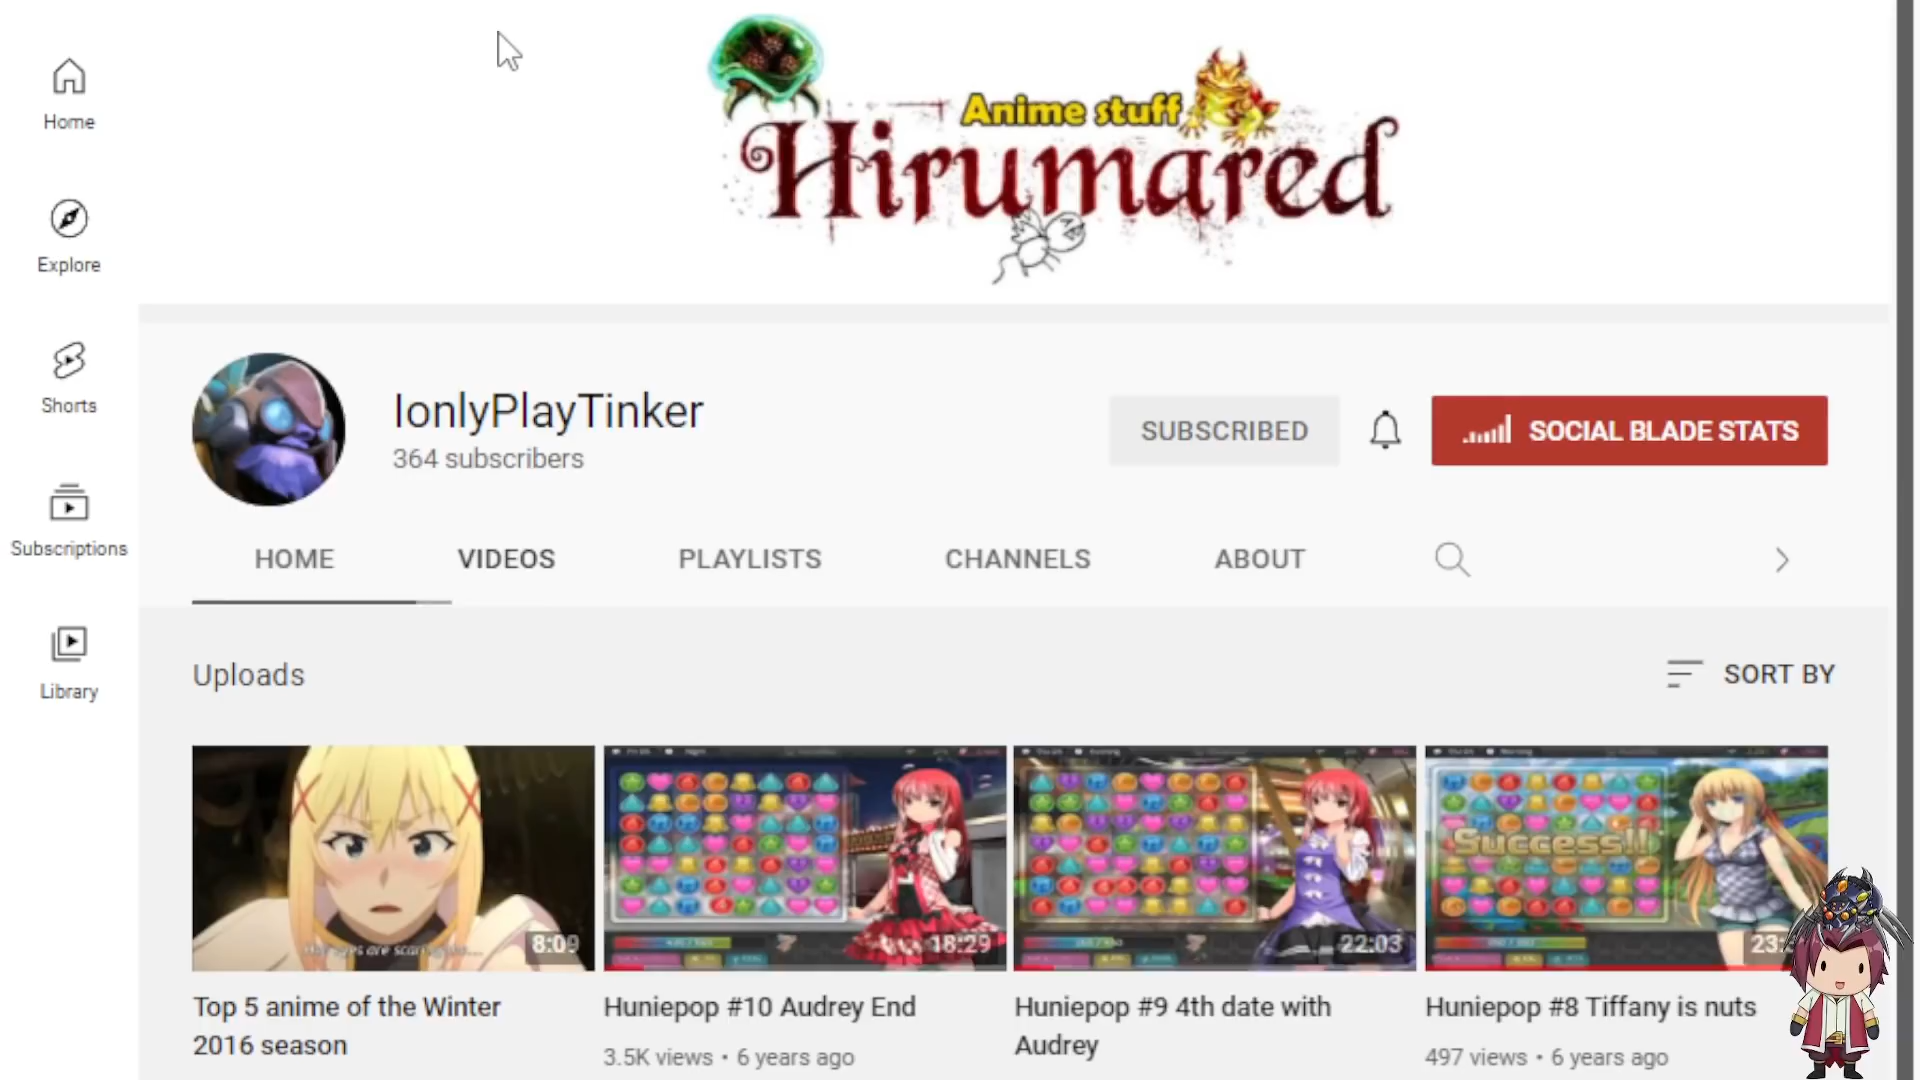 Anime stuff
Hirumared
Home
Explore
Shorts
Subscriptions
Library
IonlyPlayTinker
364 subscribers
SUBSCRIBED
SOCIAL BLADE STATS
HOME
VIDEOS
PLAYLISTS
CHANNELS
ABOUT
Uploads
SORT BY
8:09
18:29
22:03
Success!!
23:
Top 5 anime of the Winter
2016 season
Huniepop #10 Audrey End
3.5K views • 6 years ago
Huniepop #9 4th date with
Audrey
Huniepop #8 Tiffany is nuts
497 views • 6 years ago